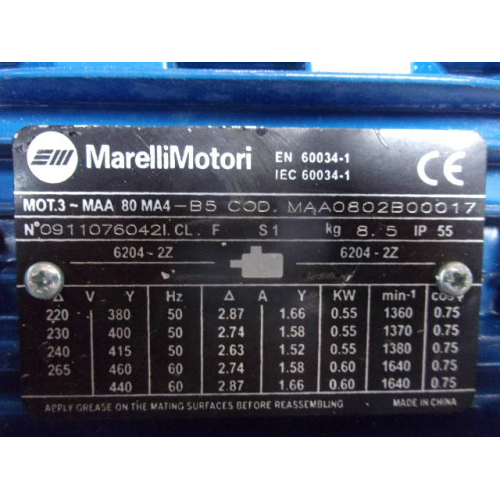 MarelliMotori EN 60034-1
IEC 60034-1
CE
MOT.3~MAA 80 MA4-B5 COD. MAA0802B00017
N°0911076042I. CL. F S1 kg 8.5 IP 55
6204-2Z 6204-2Z
Δ V Y Hz Δ A Y KW min-1 cosφ
220 380 50 2.87 1.66 0.55 1360 0.75
230 400 50 2.74 1.58 0.55 1370 0.75
240 415 50 2.63 1.52 0.55 1380 0.75
265 460 60 2.74 1.58 0.60 1640 0.75
440 60 2.87 1.66 0.60 1640 0.75
APPLY GREASE ON THE MATING SURFACES BEFORE REASSEMBLING MADE IN CHINA